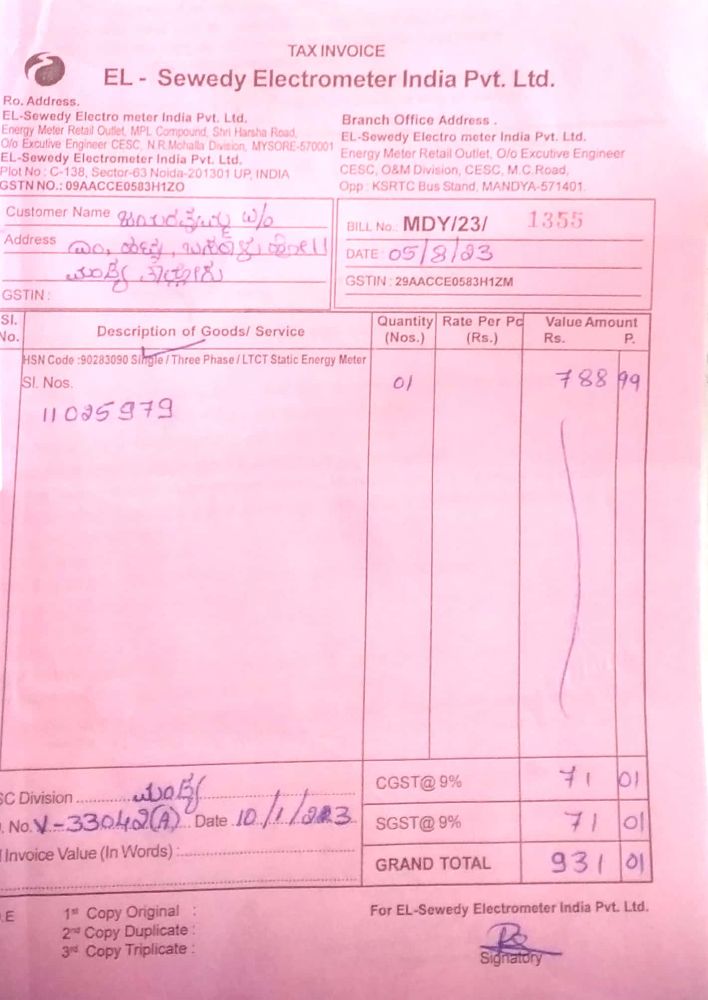 TAX INVOICE
EL - Sewedy Electrometer India Pvt. Ltd.
Ro. Address.
EL-Sewedy Electro meter India Pvt. Ltd.
Energy Meter Retail Outlet, MPL Compound, Shri Harsha Road,
O/o Excutive Engineer CESC, N.R.Mohalla Division, MYSORE-570001
EL-Sewedy Electrometer India Pvt. Ltd.
Plot No : C-138, Sector-63 Noida-201301 UP, INDIA
GSTN NO.: 09AACCE0583H1ZO
Branch Office Address .
EL-Sewedy Electro meter India Pvt. Ltd.
Energy Meter Retail Outlet, O/o Excutive Engineer
CESC, O&M Division, CESC, M.C.Road,
Opp : KSRTC Bus Stand, MANDYA-571401.
Customer Name W/o
Address
ಮಂಡ್ಯ
GSTIN :
BILL No. MDY/23/ 1355
DATE : 05/8/23
GSTIN : 29AACCE0583H1ZM
Sl. No. Description of Goods/ Service Quantity (Nos.) Rate Per Pc (Rs.) Value Amount Rs. P.
HSN Code :90283090 Single / Three Phase / LTCT Static Energy Meter
Sl. Nos. 01 788 99
11025979
SC Division ಮಂಡ್ಯ CGST@ 9% 71 01
. No. V-33042(A) Date 10/1/2023 SGST@ 9% 71 01
Invoice Value (In Words) : GRAND TOTAL 931 01
E 1st Copy Original :
2nd Copy Duplicate :
3rd Copy Triplicate :
For EL-Sewedy Electrometer India Pvt. Ltd.
Signatory